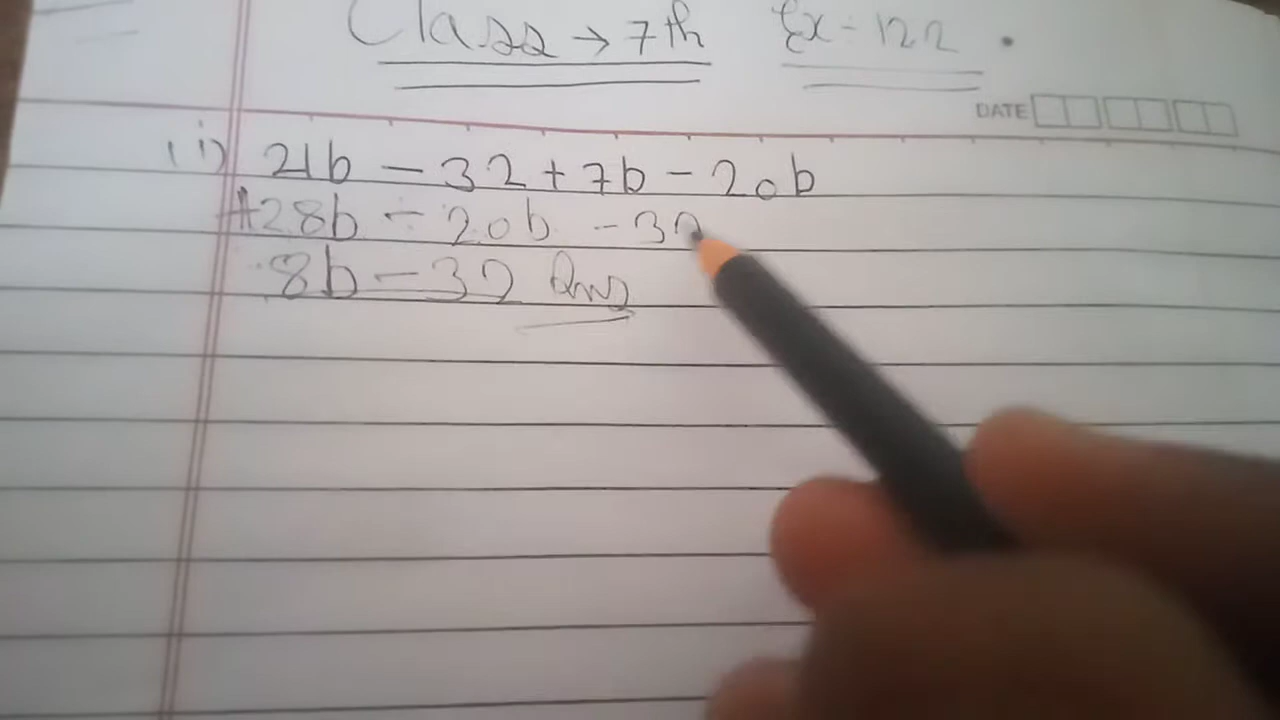 Class → 7th Ex - 12.2
DATE
(i) 21b - 32 + 7b - 20b
+28b - 20b - 32
8b - 32 Ans